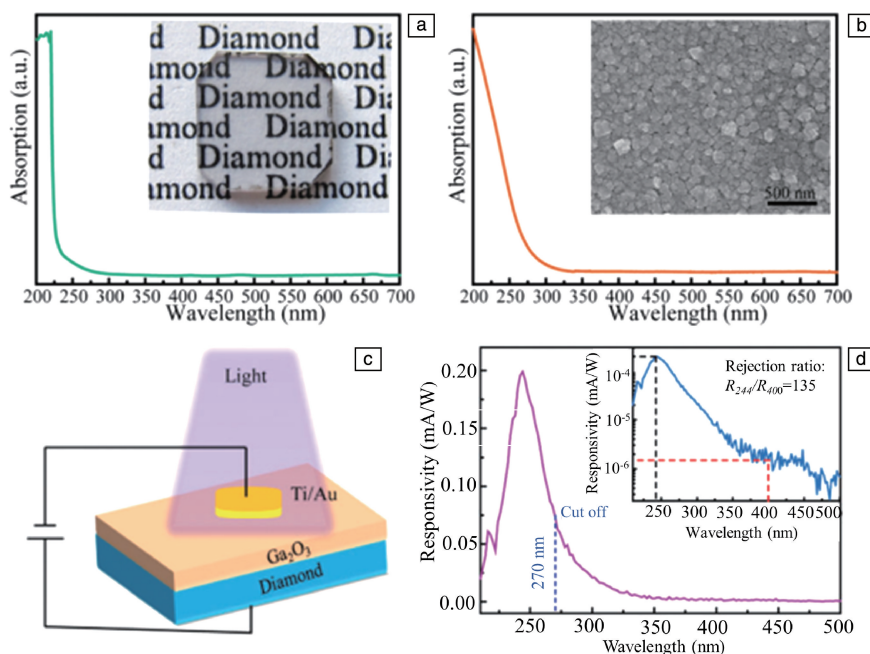 a
Absorption (a.u.)
d Diamond Dia
amond Diamond
Diamond Di
amond Diamond
d Diamond Di
amond Diamond
200 250 300 350 400 450 500 550 600 650 700
Wavelength (nm)
b
Absorption (a.u.)
500 nm
200 250 300 350 400 450 500 550 600 650 700
Wavelength (nm)
c
Light
Ti/Au
Ga₂O₃
Diamond
d
Responsivity (mA/W)
0.20
0.15
0.10
0.05
0.00
Cut off
270 nm
250 300 350 400 450 500
Wavelength (nm)
Rejection ratio:
R₂₄₄/R₄₀₀=135
Responsivity (mA/W)
10⁻⁴
10⁻⁵
10⁻⁶
250 300 350 400 450 500
Wavelength (nm)